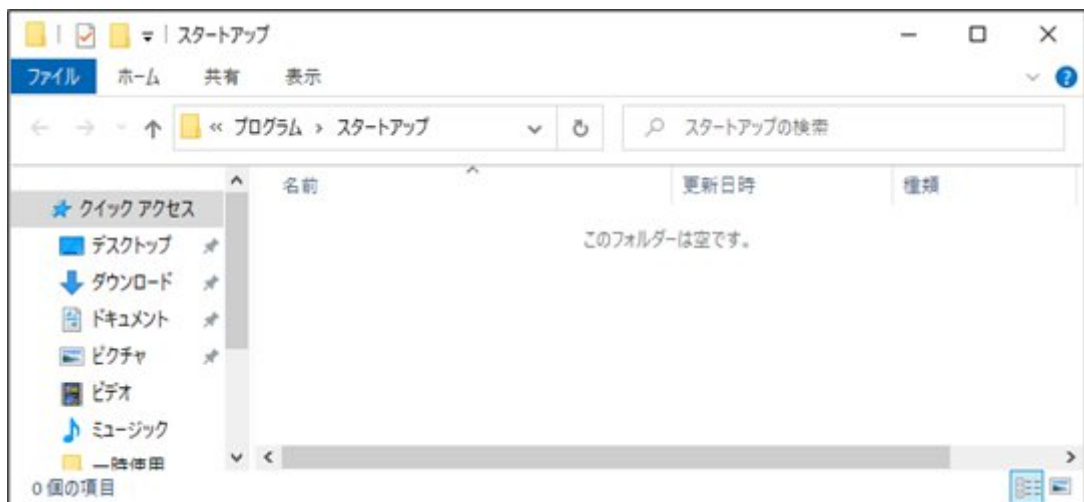 スタートアップ
ファイル ホーム 共有 表示
« プログラム › スタートアップ スタートアップの検索
名前 更新日時 種類
クイック アクセス
このフォルダーは空です。
デスクトップ
ダウンロード
ドキュメント
ピクチャ
ビデオ
ミュージック
一時使用
0 個の項目